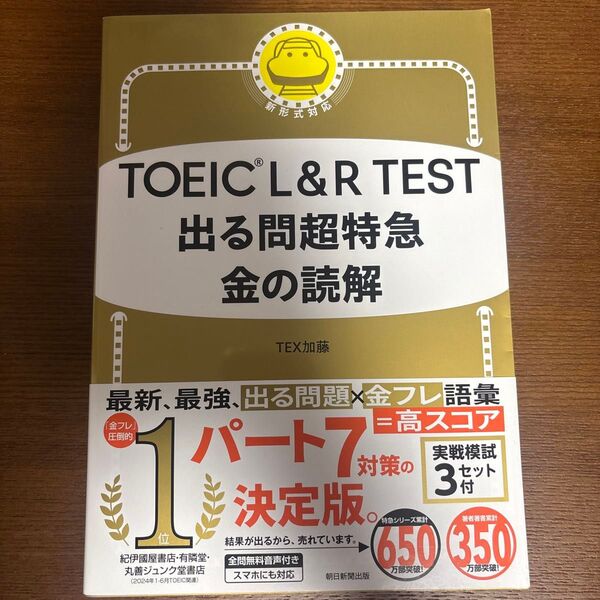 新形式対応
TOEIC® L&R TEST
出る問超特急
金の読解
TEX加藤
最新、最強、出る問題×金フレ語彙
=高スコア
金フレ
圧倒的
1位
パート7対策の
決定版。
実戦模試
3セット
付
紀伊國屋書店・有隣堂・
丸善ジュンク堂書店
(2024年1-6月TOEIC関連)
結果が出るから、売れています。
全問無料音声付き
スマホにも対応
特急シリーズ累計
650
万部突破!
著者著書累計
350
万部突破!
朝日新聞出版